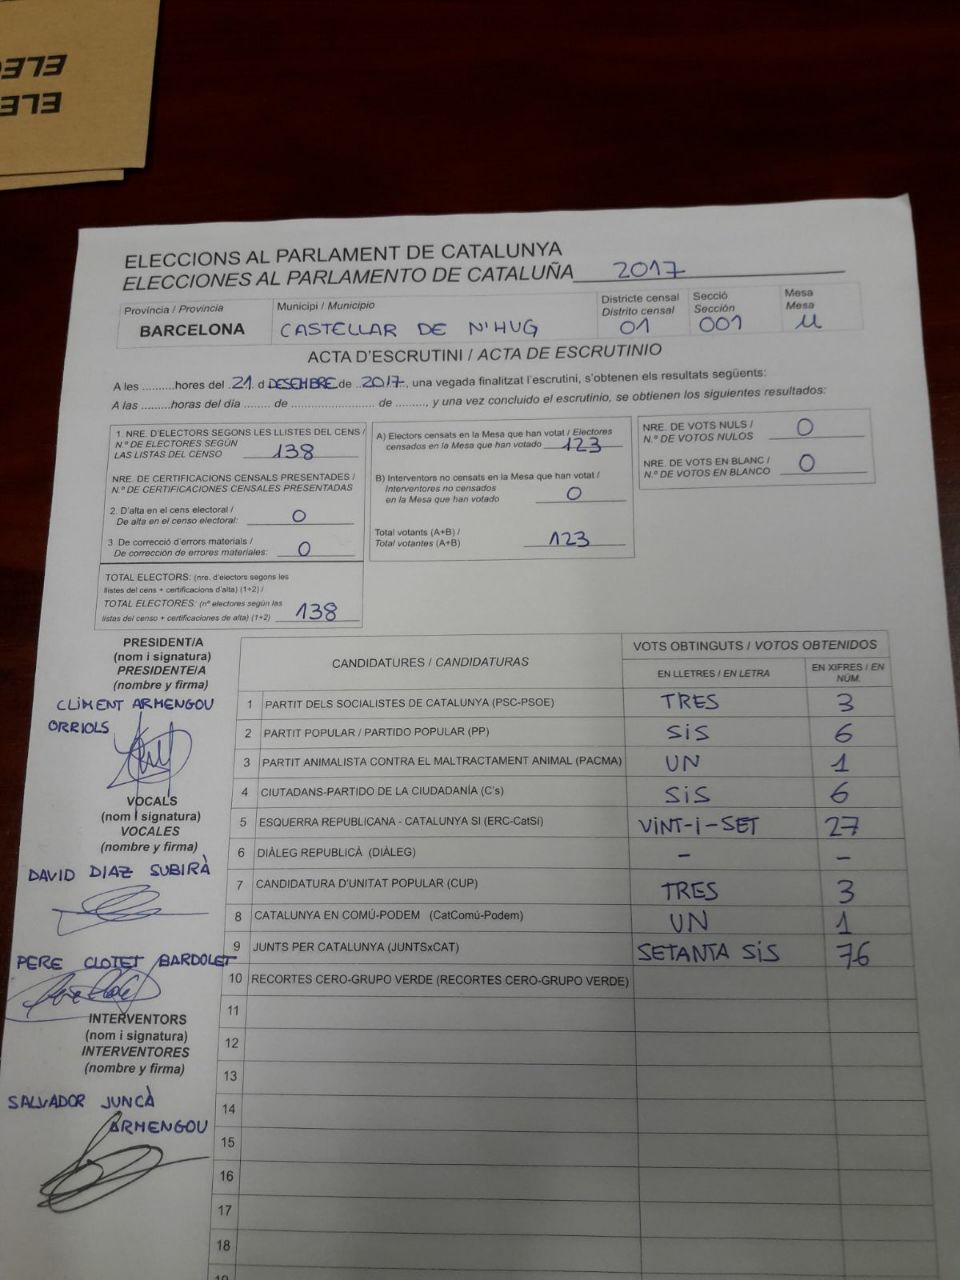 ELE
ELE
ELECCIONS AL PARLAMENT DE CATALUNYA
ELECCIONES AL PARLAMENTO DE CATALUÑA 2017
Província / Provincia
BARCELONA
Municipi / Municipio
CASTELLAR DE N'HUG
Districte censal
Distrito censal
01
Secció
Sección
001
Mesa
Mesa
U
ACTA D'ESCRUTINI / ACTA DE ESCRUTINIO
A les ..........hores del .21. d DESEMBRE de ..2017., una vegada finalitzat l'escrutini, s'obtenen els resultats següents:
A las .........horas del día ........ de .................... de ........., y una vez concluido el escrutinio, se obtienen los siguientes resultados:
1. NRE. D'ELECTORS SEGONS LES LLISTES DEL CENS /
N.º DE ELECTORES SEGÚN
LAS LISTAS DEL CENSO 138
NRE. DE CERTIFICACIONS CENSALS PRESENTADES /
N.º DE CERTIFICACIONES CENSALES PRESENTADAS
2. D'alta en el cens electoral /
De alta en el censo electoral: 0
3. De correcció d'errors materials /
De corrección de errores materiales: 0
TOTAL ELECTORS: (nre. d'electors segons les
llistes del cens + certificacions d'alta) (1+2) /
TOTAL ELECTORES: (nº electores según las
listas del censo + certificaciones de alta) (1+2) 138
A) Electors censats en la Mesa que han votat / Electores
censados en la Mesa que han votado 123
B) Interventors no censats en la Mesa que han votat /
Interventores no censados
en la Mesa que han votado 0
Total votants (A+B) /
Total votantes (A+B) 123
NRE. DE VOTS NULS /
N.º DE VOTOS NULOS 0
NRE. DE VOTS EN BLANC /
N.º DE VOTOS EN BLANCO 0
PRESIDENT/A
(nom i signatura)
PRESIDENTE/A
(nombre y firma)
CLIMENT ARMENGOU
ORRIOLS
VOCALS
(nom i signatura)
VOCALES
(nombre y firma)
DAVID DIAZ SUBIRÀ
PERE CLOTET BARDOLET
INTERVENTORS
(nom i signatura)
INTERVENTORES
(nombre y firma)
SALVADOR JUNCÀ
ARMENGOU
CANDIDATURES / CANDIDATURAS
VOTS OBTINGUTS / VOTOS OBTENIDOS
EN LLETRES / EN LETRA
EN XIFRES / EN
NÚM.
1 PARTIT DELS SOCIALISTES DE CATALUNYA (PSC-PSOE) TRES 3
2 PARTIT POPULAR / PARTIDO POPULAR (PP) SIS 6
3 PARTIT ANIMALISTA CONTRA EL MALTRACTAMENT ANIMAL (PACMA) UN 1
4 CIUTADANS-PARTIDO DE LA CIUDADANÍA (C's) SIS 6
5 ESQUERRA REPUBLICANA - CATALUNYA SI (ERC-CatSí) VINT-I-SET 27
6 DIÀLEG REPUBLICÀ (DIÀLEG) - -
7 CANDIDATURA D'UNITAT POPULAR (CUP) TRES 3
8 CATALUNYA EN COMÚ-PODEM (CatComú-Podem) UN 1
9 JUNTS PER CATALUNYA (JUNTSxCAT) SETANTA SIS 76
10 RECORTES CERO-GRUPO VERDE (RECORTES CERO-GRUPO VERDE)
11
12
13
14
15
16
17
18
19